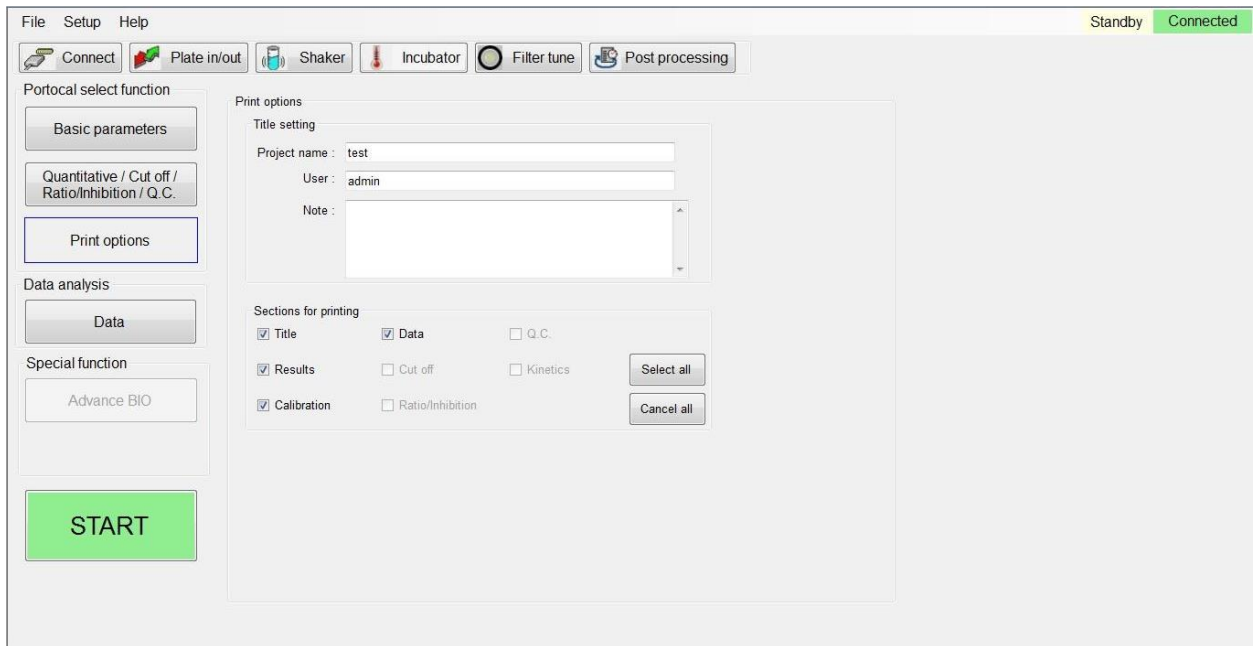 File Setup Help
Standby Connected
Connect Plate in/out Shaker Incubator Filter tune Post processing
Portocal select function
Basic parameters
Quantitative / Cut off /
Ratio/Inhibition / Q.C.
Print options
Data analysis
Data
Special function
Advance BIO
START
Print options
Title setting
Project name : test
User : admin
Note :
Sections for printing
Title Data Q.C.
Results Cut off Kinetics Select all
Calibration Ratio/Inhibition Cancel all